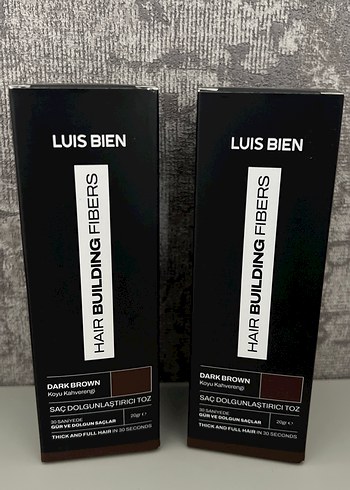 LUIS BIEN
HAIR BUILDING FIBERS
DARK BROWN
Koyu Kahverengi
SAÇ DOLGUNLAŞTIRICI TOZ
30 SANİYEDE
GÜR VE DOLGUN SAÇLAR
20gr ℮
THICK AND FULL HAIR IN 30 SECONDS
LUIS BIEN
HAIR BUILDING FIBERS
DARK BROWN
Koyu Kahverengi
SAÇ DOLGUNLAŞTIRICI TOZ
30 SANİYEDE
GÜR VE DOLGUN SAÇLAR
20gr ℮
THICK AND FULL HAIR IN 30 SECONDS